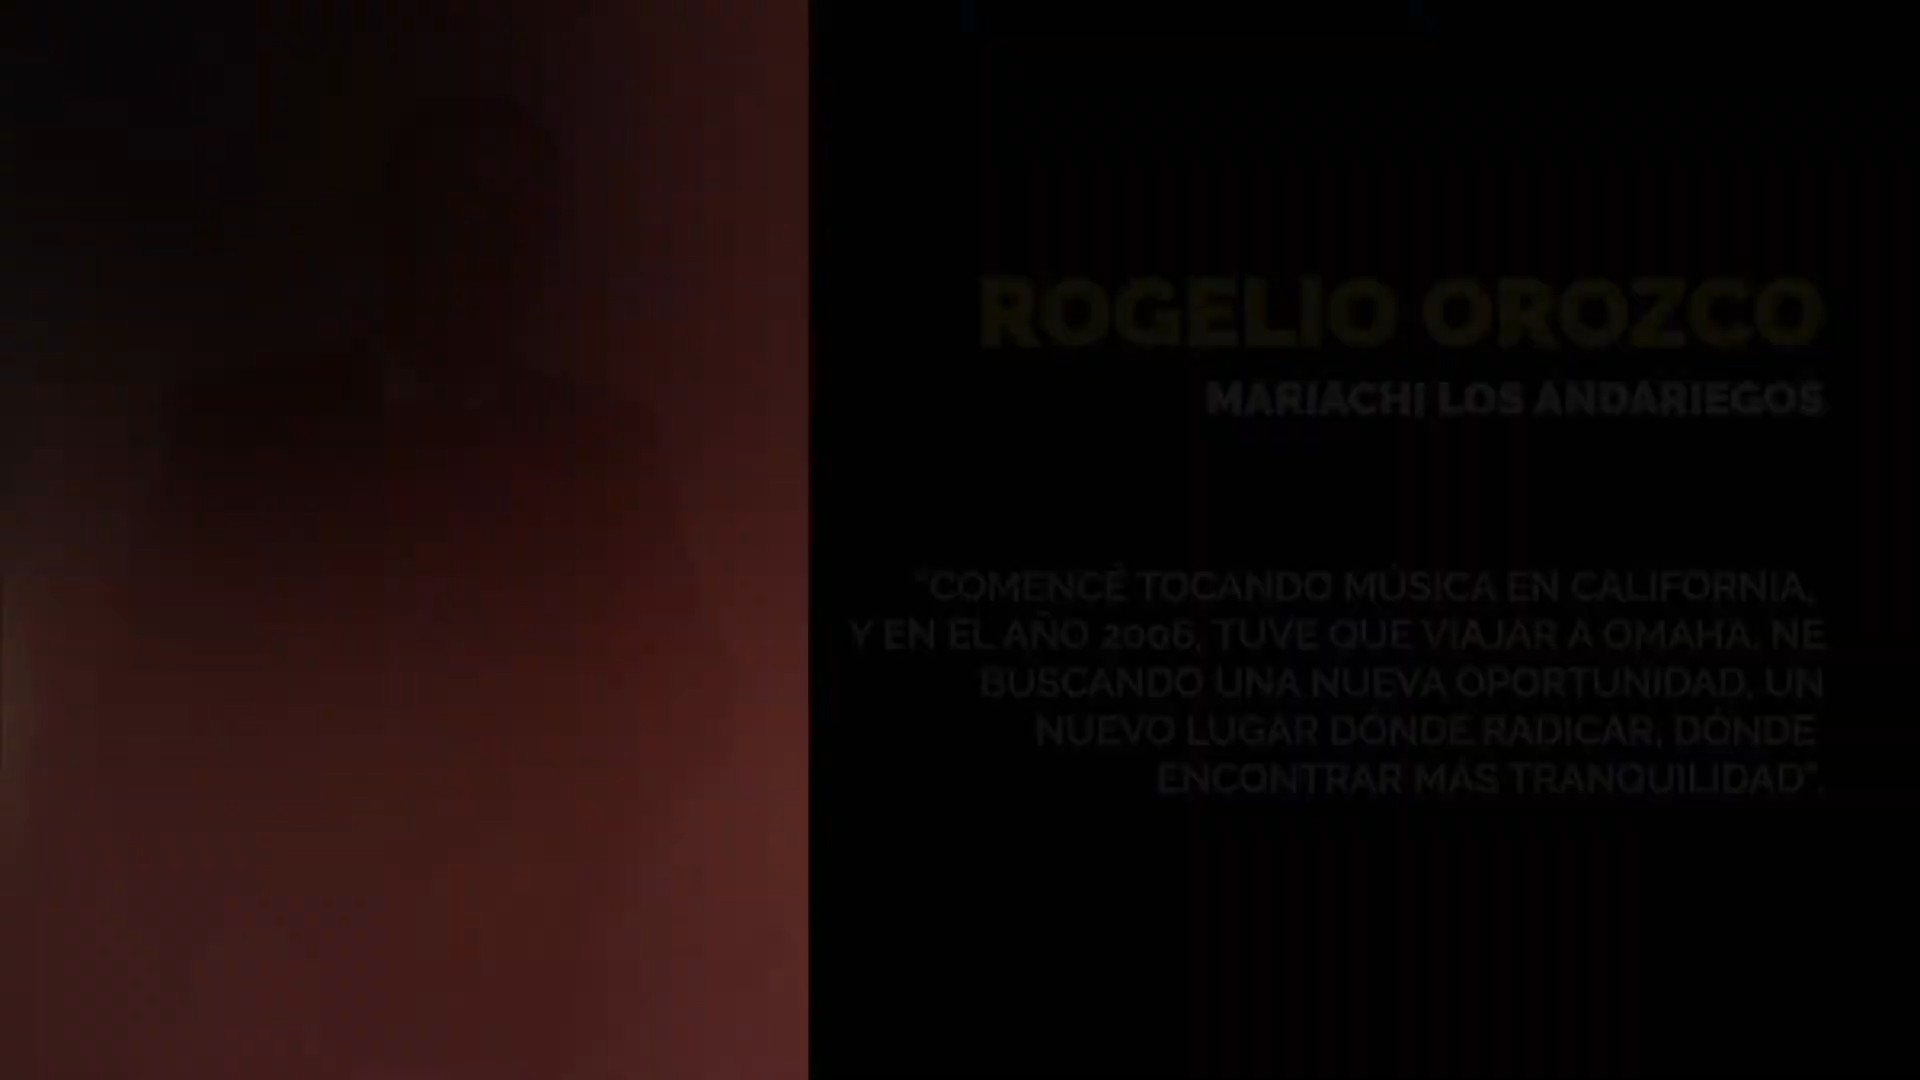 ROGELIO OROZCO
MARIACHI LOS ANDARIEGOS
"COMENCÉ TOCANDO MÚSICA EN CALIFORNIA,
Y EN EL AÑO 2006, TUVE QUE VIAJAR A OMAHA, NE
BUSCANDO UNA NUEVA OPORTUNIDAD, UN
NUEVO LUGAR DÓNDE RADICAR, DÓNDE
ENCONTRAR MÁS TRANQUILIDAD".